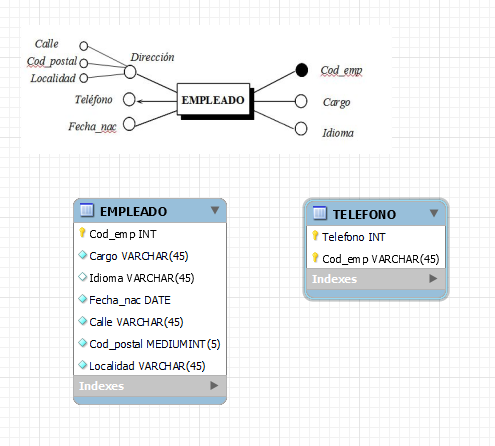 Calle
Cod_postal
Localidad
Dirección
Teléfono
Fecha_nac
EMPLEADO
Cod_emp
Cargo
Idioma
EMPLEADO
Cod_emp INT
Cargo VARCHAR(45)
Idioma VARCHAR(45)
Fecha_nac DATE
Calle VARCHAR(45)
Cod_postal MEDIUMINT(5)
Localidad VARCHAR(45)
Indexes
TELEFONO
Telefono INT
Cod_emp VARCHAR(45)
Indexes